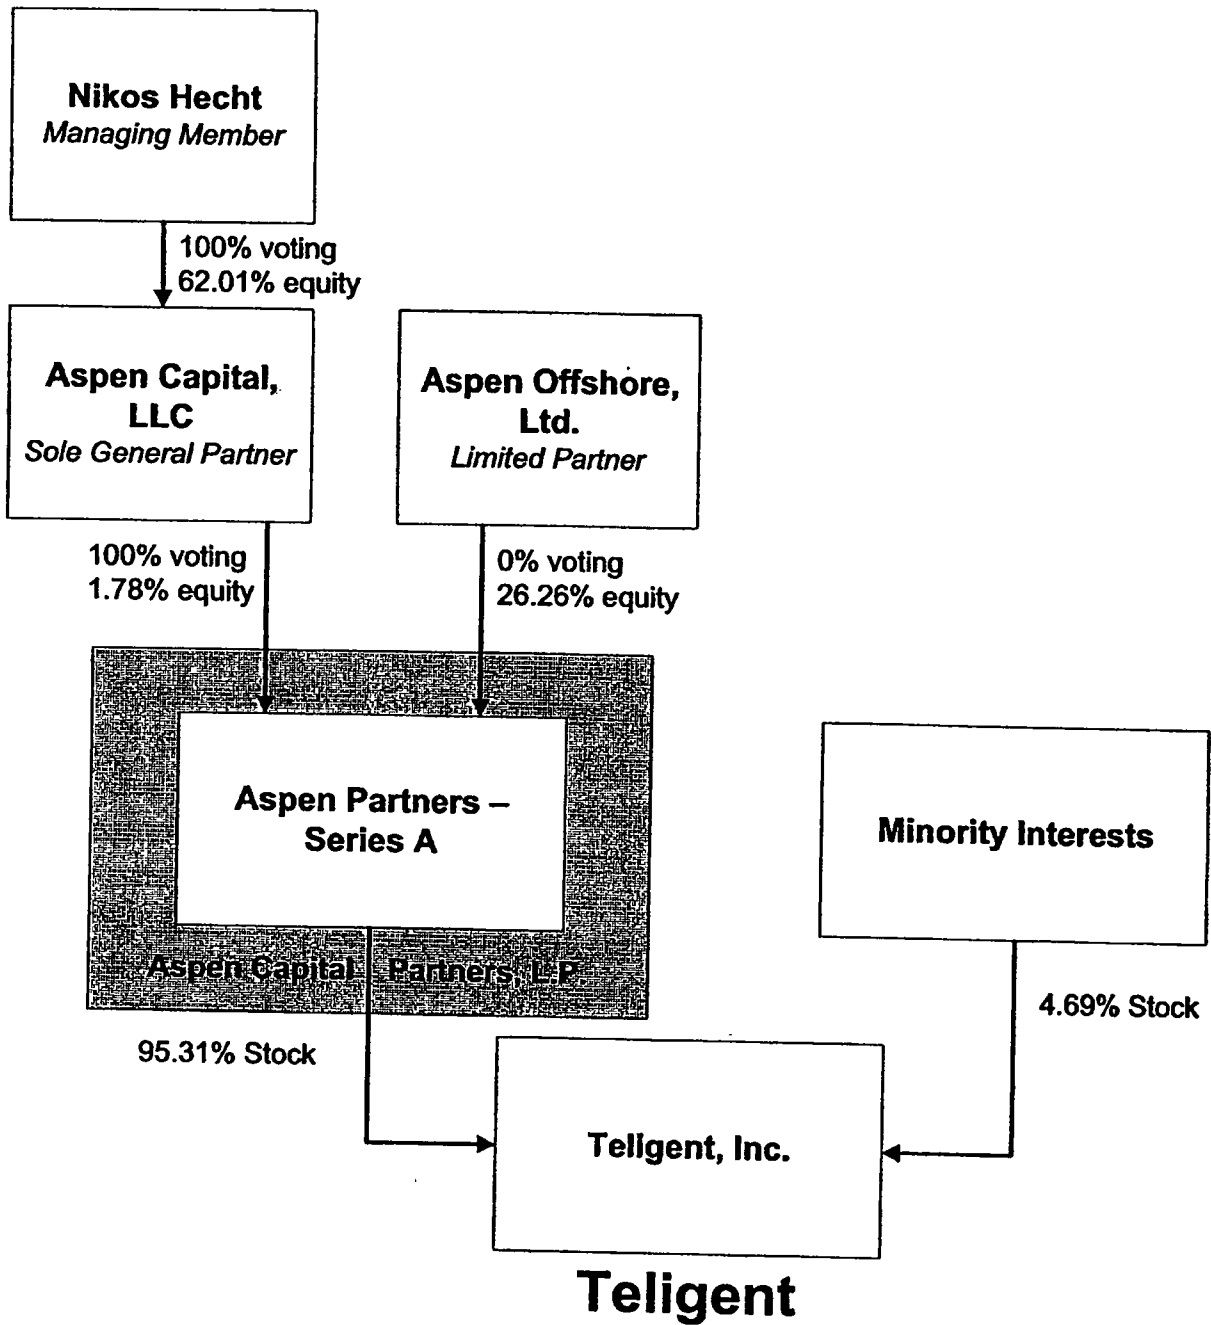 Nikos Hecht
Managing Member
100% voting
62.01% equity
Aspen Capital,
LLC
Sole General Partner
Aspen Offshore,
Ltd.
Limited Partner
100% voting
1.78% equity
0% voting
26.26% equity
Aspen Partners –
Series A
Minority Interests
Aspen Capital Partners, L.P
95.31% Stock
4.69% Stock
Teligent, Inc.
Teligent